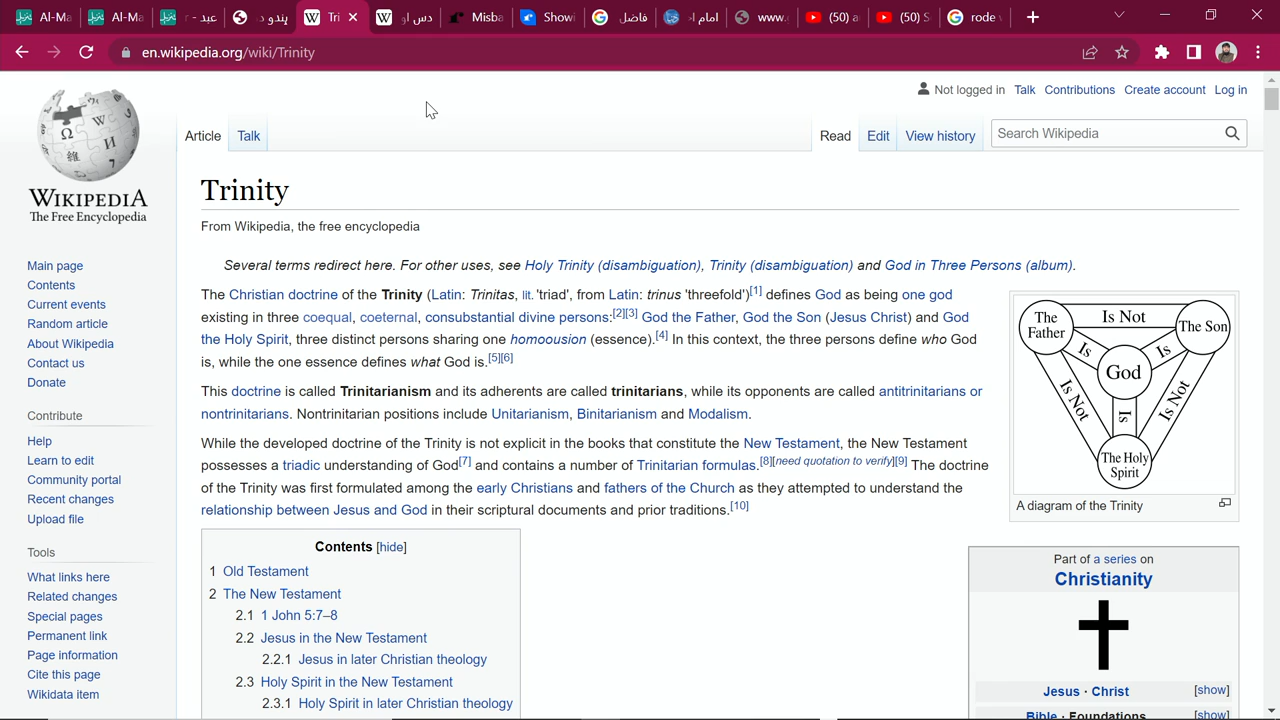 Al-Ma
Al-Ma
عبد -
پندو د
Tri
دس او
Misba
Showi
فاضل
امام ا
www.
(50)
(50) S
rode
en.wikipedia.org/wiki/Trinity
Not logged in Talk Contributions Create account Log in
Article Talk Read Edit View history Search Wikipedia
WIKIPEDIA
The Free Encyclopedia
Main page
Contents
Current events
Random article
About Wikipedia
Contact us
Donate
Contribute
Help
Learn to edit
Community portal
Recent changes
Upload file
Tools
What links here
Related changes
Special pages
Permanent link
Page information
Cite this page
Wikidata item
Trinity
From Wikipedia, the free encyclopedia
Several terms redirect here. For other uses, see Holy Trinity (disambiguation), Trinity (disambiguation) and God in Three Persons (album).
The Christian doctrine of the Trinity (Latin: Trinitas, lit. 'triad', from Latin: trinus 'threefold')[1] defines God as being one god
existing in three coequal, coeternal, consubstantial divine persons:[2][3] God the Father, God the Son (Jesus Christ) and God
the Holy Spirit, three distinct persons sharing one homoousion (essence).[4] In this context, the three persons define who God
is, while the one essence defines what God is.[5][6]
This doctrine is called Trinitarianism and its adherents are called trinitarians, while its opponents are called antitrinitarians or
nontrinitarians. Nontrinitarian positions include Unitarianism, Binitarianism and Modalism.
While the developed doctrine of the Trinity is not explicit in the books that constitute the New Testament, the New Testament
possesses a triadic understanding of God[7] and contains a number of Trinitarian formulas.[8][need quotation to verify][9] The doctrine
of the Trinity was first formulated among the early Christians and fathers of the Church as they attempted to understand the
relationship between Jesus and God in their scriptural documents and prior traditions.[10]
Contents [hide]
1 Old Testament
2 The New Testament
2.1 1 John 5:7–8
2.2 Jesus in the New Testament
2.2.1 Jesus in later Christian theology
2.3 Holy Spirit in the New Testament
2.3.1 Holy Spirit in later Christian theology
The Father
Is Not
The Son
Is
Is
God
Is Not
Is
Is Not
The Holy Spirit
A diagram of the Trinity
Part of a series on
Christianity
Jesus · Christ [show]
Bible · Foundations [show]